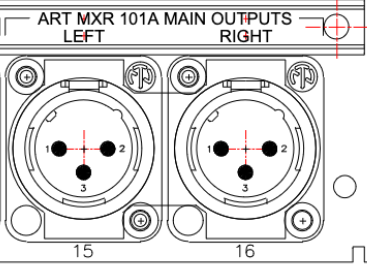 ART MXR 101A MAIN OUTPUTS
LEFT RIGHT
1 2 1 2
3 3
15 16